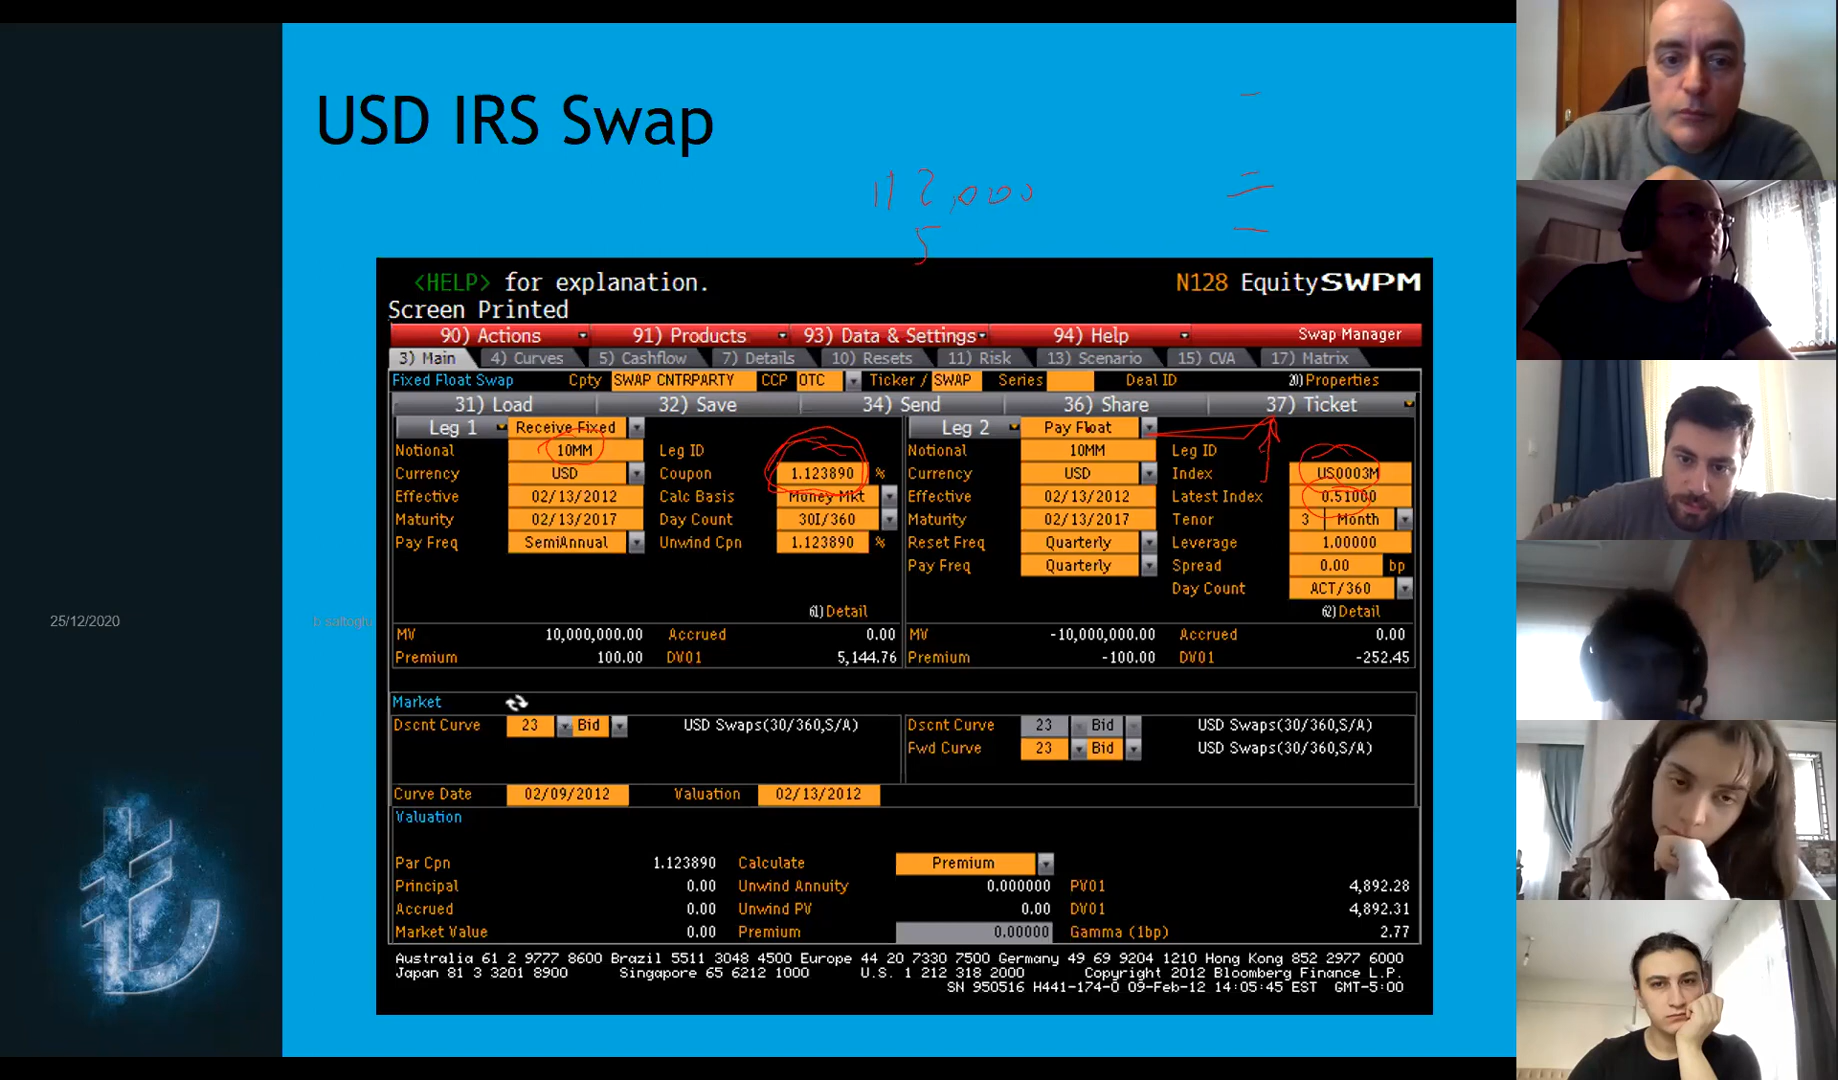 USD IRS Swap
112,000
5
<HELP> for explanation. N128 Equity SWPM
Screen Printed
90) Actions 91) Products 93) Data & Settings 94) Help Swap Manager
3) Main 4) Curves 5) Cashflow 7) Details 10) Resets 11) Risk 13) Scenario 15) CVA 17) Matrix
Fixed Float Swap Cpty SWAP CNTRPARTY CCP OTC Ticker / SWAP Series Deal ID 20) Properties
31) Load 32) Save 34) Send 36) Share 37) Ticket
Leg 1 Receive Fixed Leg 2 Pay Float
Notional 10MM Leg ID Notional 10MM Leg ID
Currency USD Coupon 1.123890 % Currency USD Index US0003M
Effective 02/13/2012 Calc Basis Money Mkt Effective 02/13/2012 Latest Index 0.51000
Maturity 02/13/2017 Day Count 30I/360 Maturity 02/13/2017 Tenor 3 Month
Pay Freq SemiAnnual Unwind Cpn 1.123890 % Reset Freq Quarterly Leverage 1.00000
Pay Freq Quarterly Spread 0.00 bp
Day Count ACT/360
61) Detail 62) Detail
MV 10,000,000.00 Accrued 0.00 MV -10,000,000.00 Accrued 0.00
Premium 100.00 DV01 5,144.76 Premium -100.00 DV01 -252.45
Market
Dscnt Curve 23 Bid USD Swaps(30/360,S/A) Dscnt Curve 23 Bid USD Swaps(30/360,S/A)
Fwd Curve 23 Bid USD Swaps(30/360,S/A)
Curve Date 02/09/2012 Valuation 02/13/2012
Valuation
Par Cpn 1.123890 Calculate Premium
Principal 0.00 Unwind Annuity 0.000000 PV01 4,892.28
Accrued 0.00 Unwind PV 0.00 DV01 4,892.31
Market Value 0.00 Premium 0.00000 Gamma (1bp) 2.77
Australia 61 2 9777 8600 Brazil 5511 3048 4500 Europe 44 20 7330 7500 Germany 49 69 9204 1210 Hong Kong 852 2977 6000
Japan 81 3 3201 8900 Singapore 65 6212 1000 U.S. 1 212 318 2000 Copyright 2012 Bloomberg Finance L.P.
SN 950516 H441-174-0 09-Feb-12 14:05:45 EST GMT-5:00
25/12/2020
b saltoglu